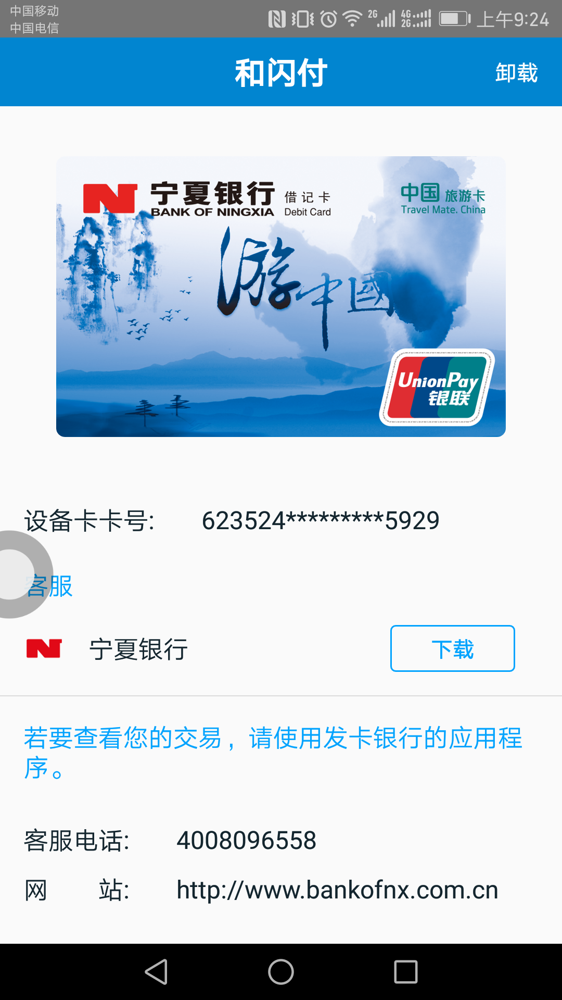 中国移动
中国电信
2G 4G 2G 上午9:24
和闪付 卸载
宁夏银行 借记卡 中国旅游卡
BANK OF NINGXIA Debit Card Travel Mate. China
游中國
UnionPay
银联
设备卡卡号: 623524*********5929
客服
宁夏银行 下载
若要查看您的交易，请使用发卡银行的应用程
序。
客服电话: 4008096558
网 站: http://www.bankofnx.com.cn